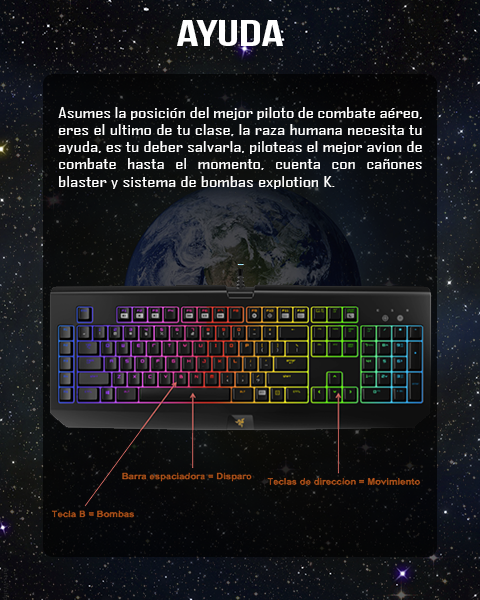 AYUDA
Asumes la posición del mejor piloto de combate aéreo,
eres el ultimo de tu clase, la raza humana necesita tu
ayuda, es tu deber salvarla, piloteas el mejor avion de
combate hasta el momento, cuenta con cañones
blaster y sistema de bombas explotion K.
Barra espaciadora = Disparo
Teclas de direccion = Movimiento
Tecla B = Bombas